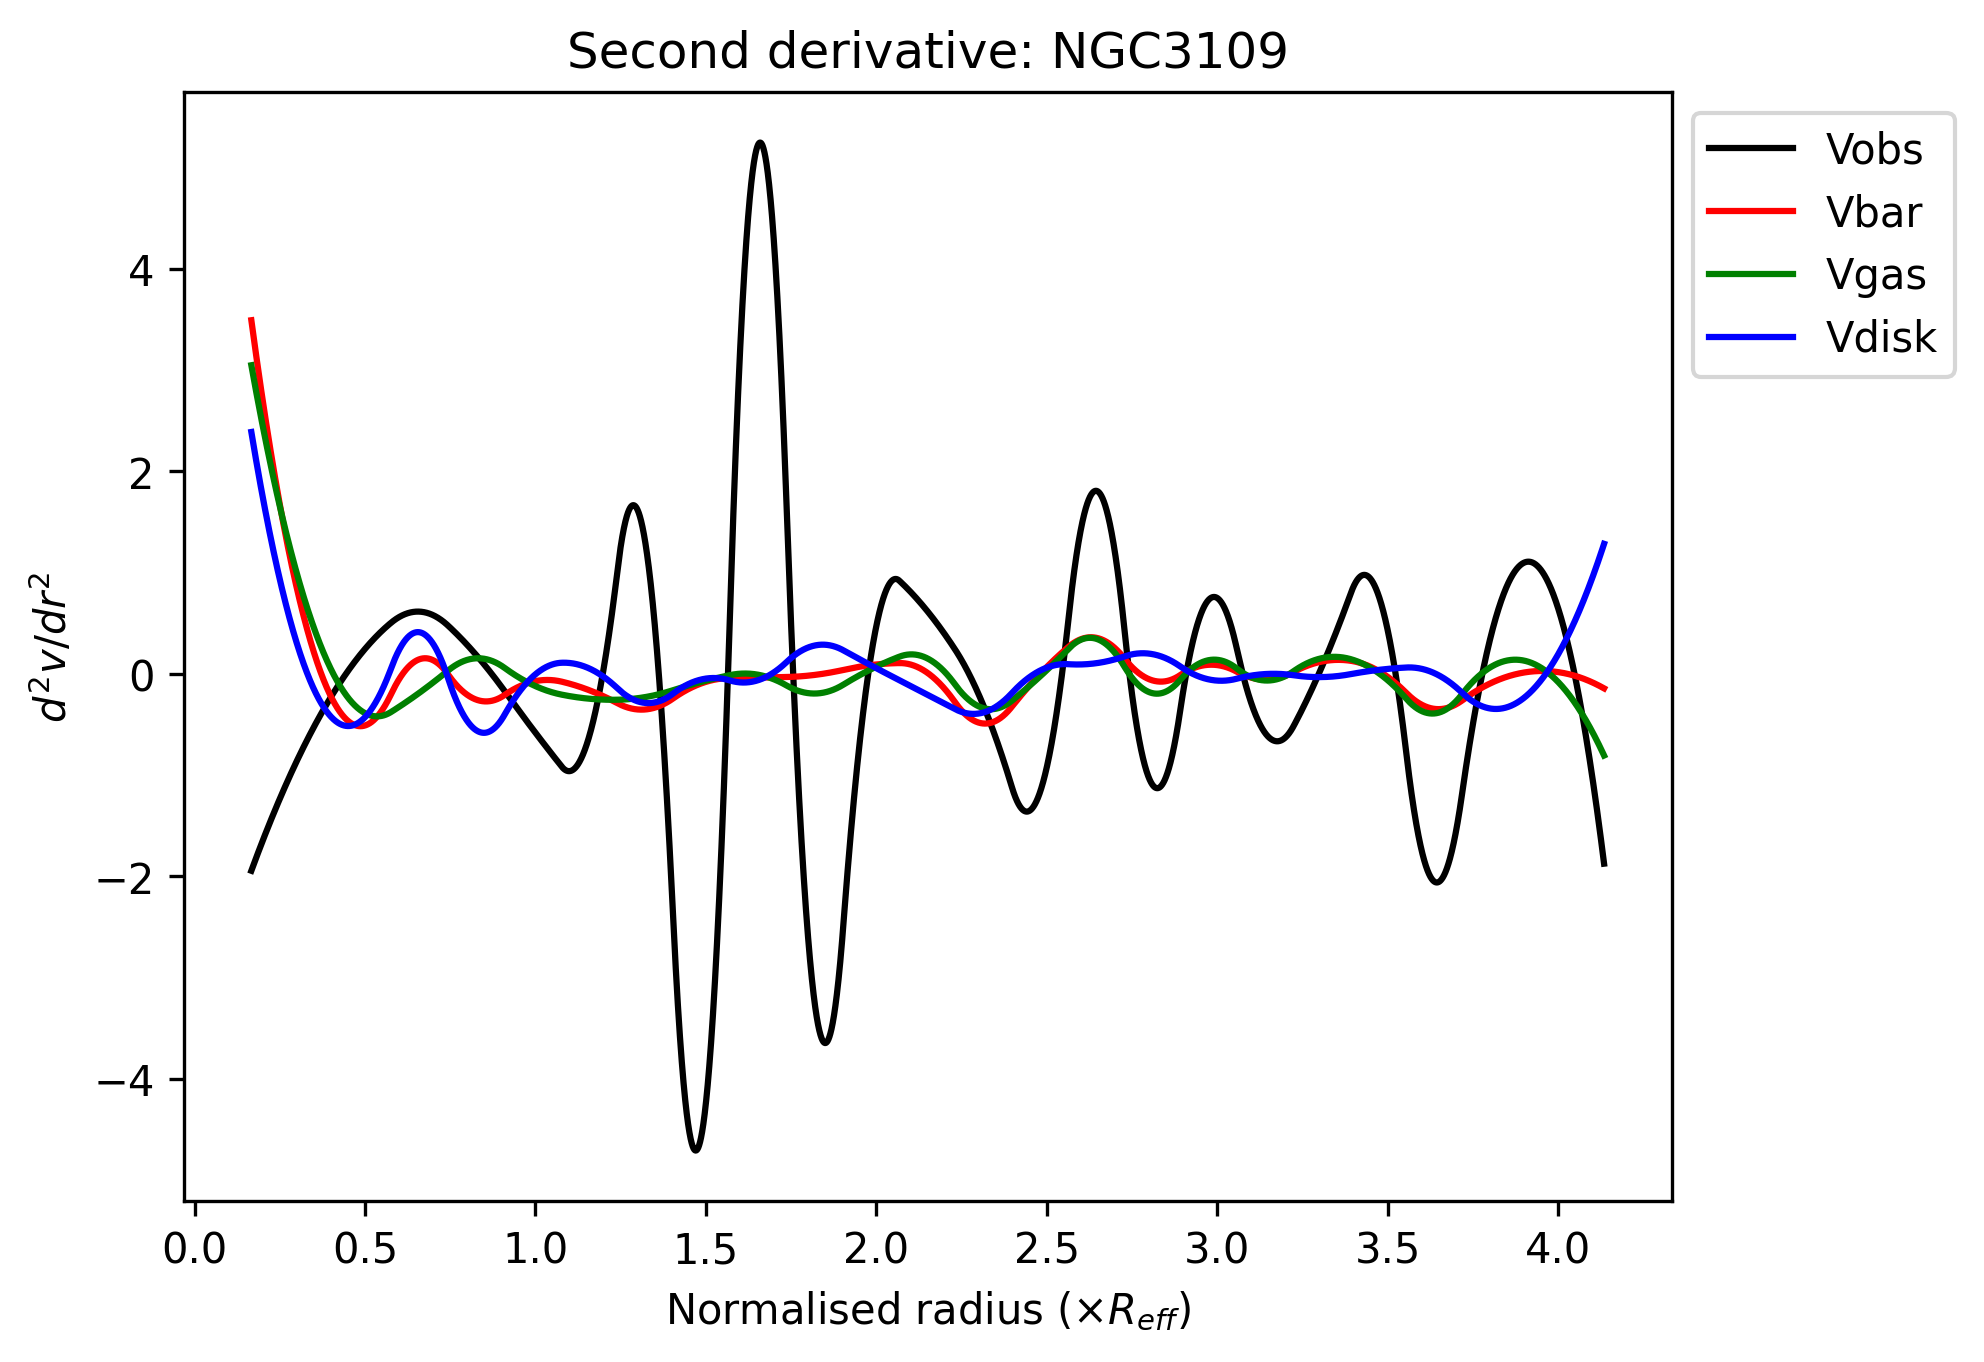 Second derivative: NGC3109
Vobs
Vbar
Vgas
Vdisk
4
2
0
−2
−4
d²v/dr²
0.0 0.5 1.0 1.5 2.0 2.5 3.0 3.5 4.0
Normalised radius (×R_eff)